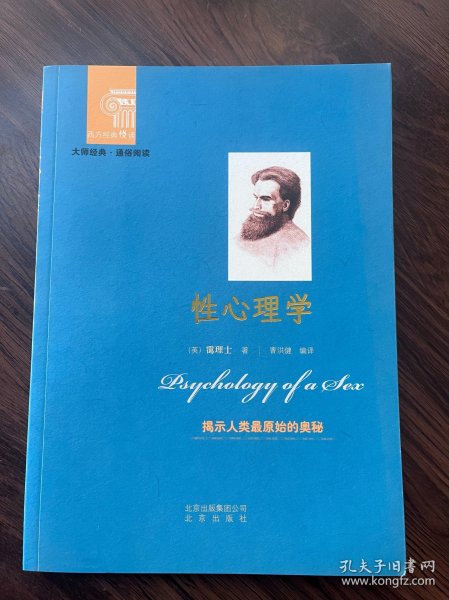 西方经典悦读
大师经典·通俗阅读
性心理学
（英）霭理士 著 曹洪健 编译
Psychology of a Sex
揭示人类最原始的奥秘
北京出版集团公司
北京出版社
孔夫子旧书网
www.kongfz.com